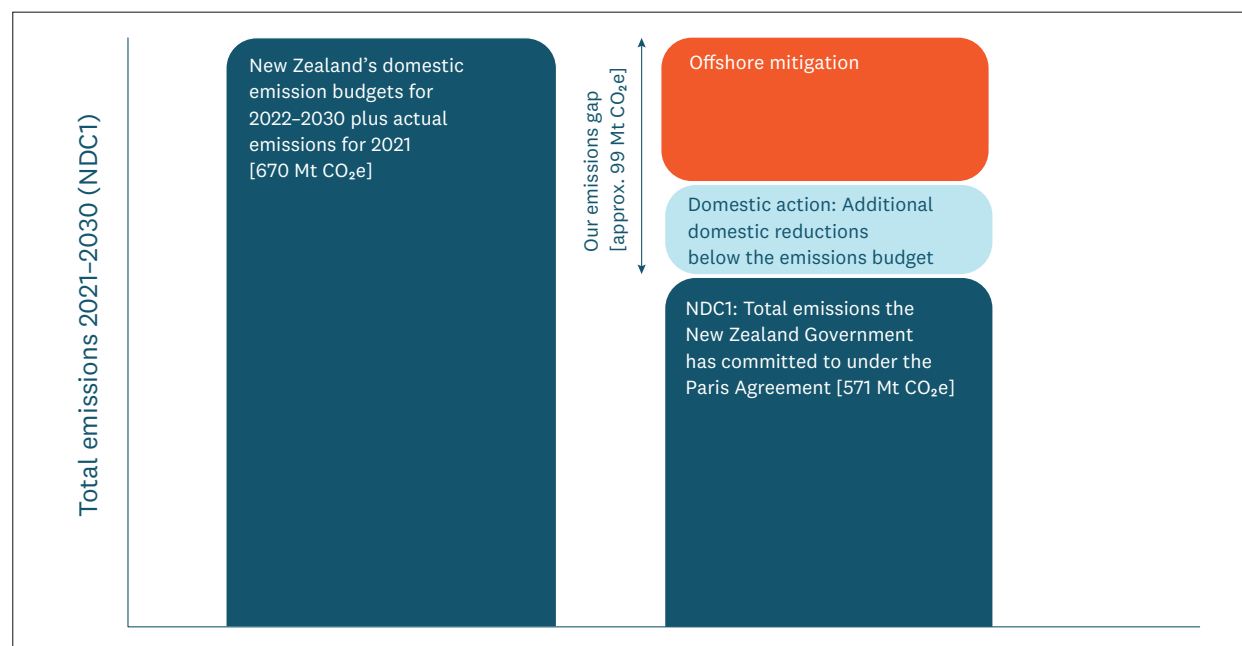 Total emissions 2021–2030 (NDC1)
New Zealand’s domestic
emission budgets for
2022–2030 plus actual
emissions for 2021
[670 Mt CO₂e]
Our emissions gap
[approx. 99 Mt CO₂e]
Offshore mitigation
Domestic action: Additional
domestic reductions
below the emissions budget
NDC1: Total emissions the
New Zealand Government
has committed to under the
Paris Agreement [571 Mt CO₂e]